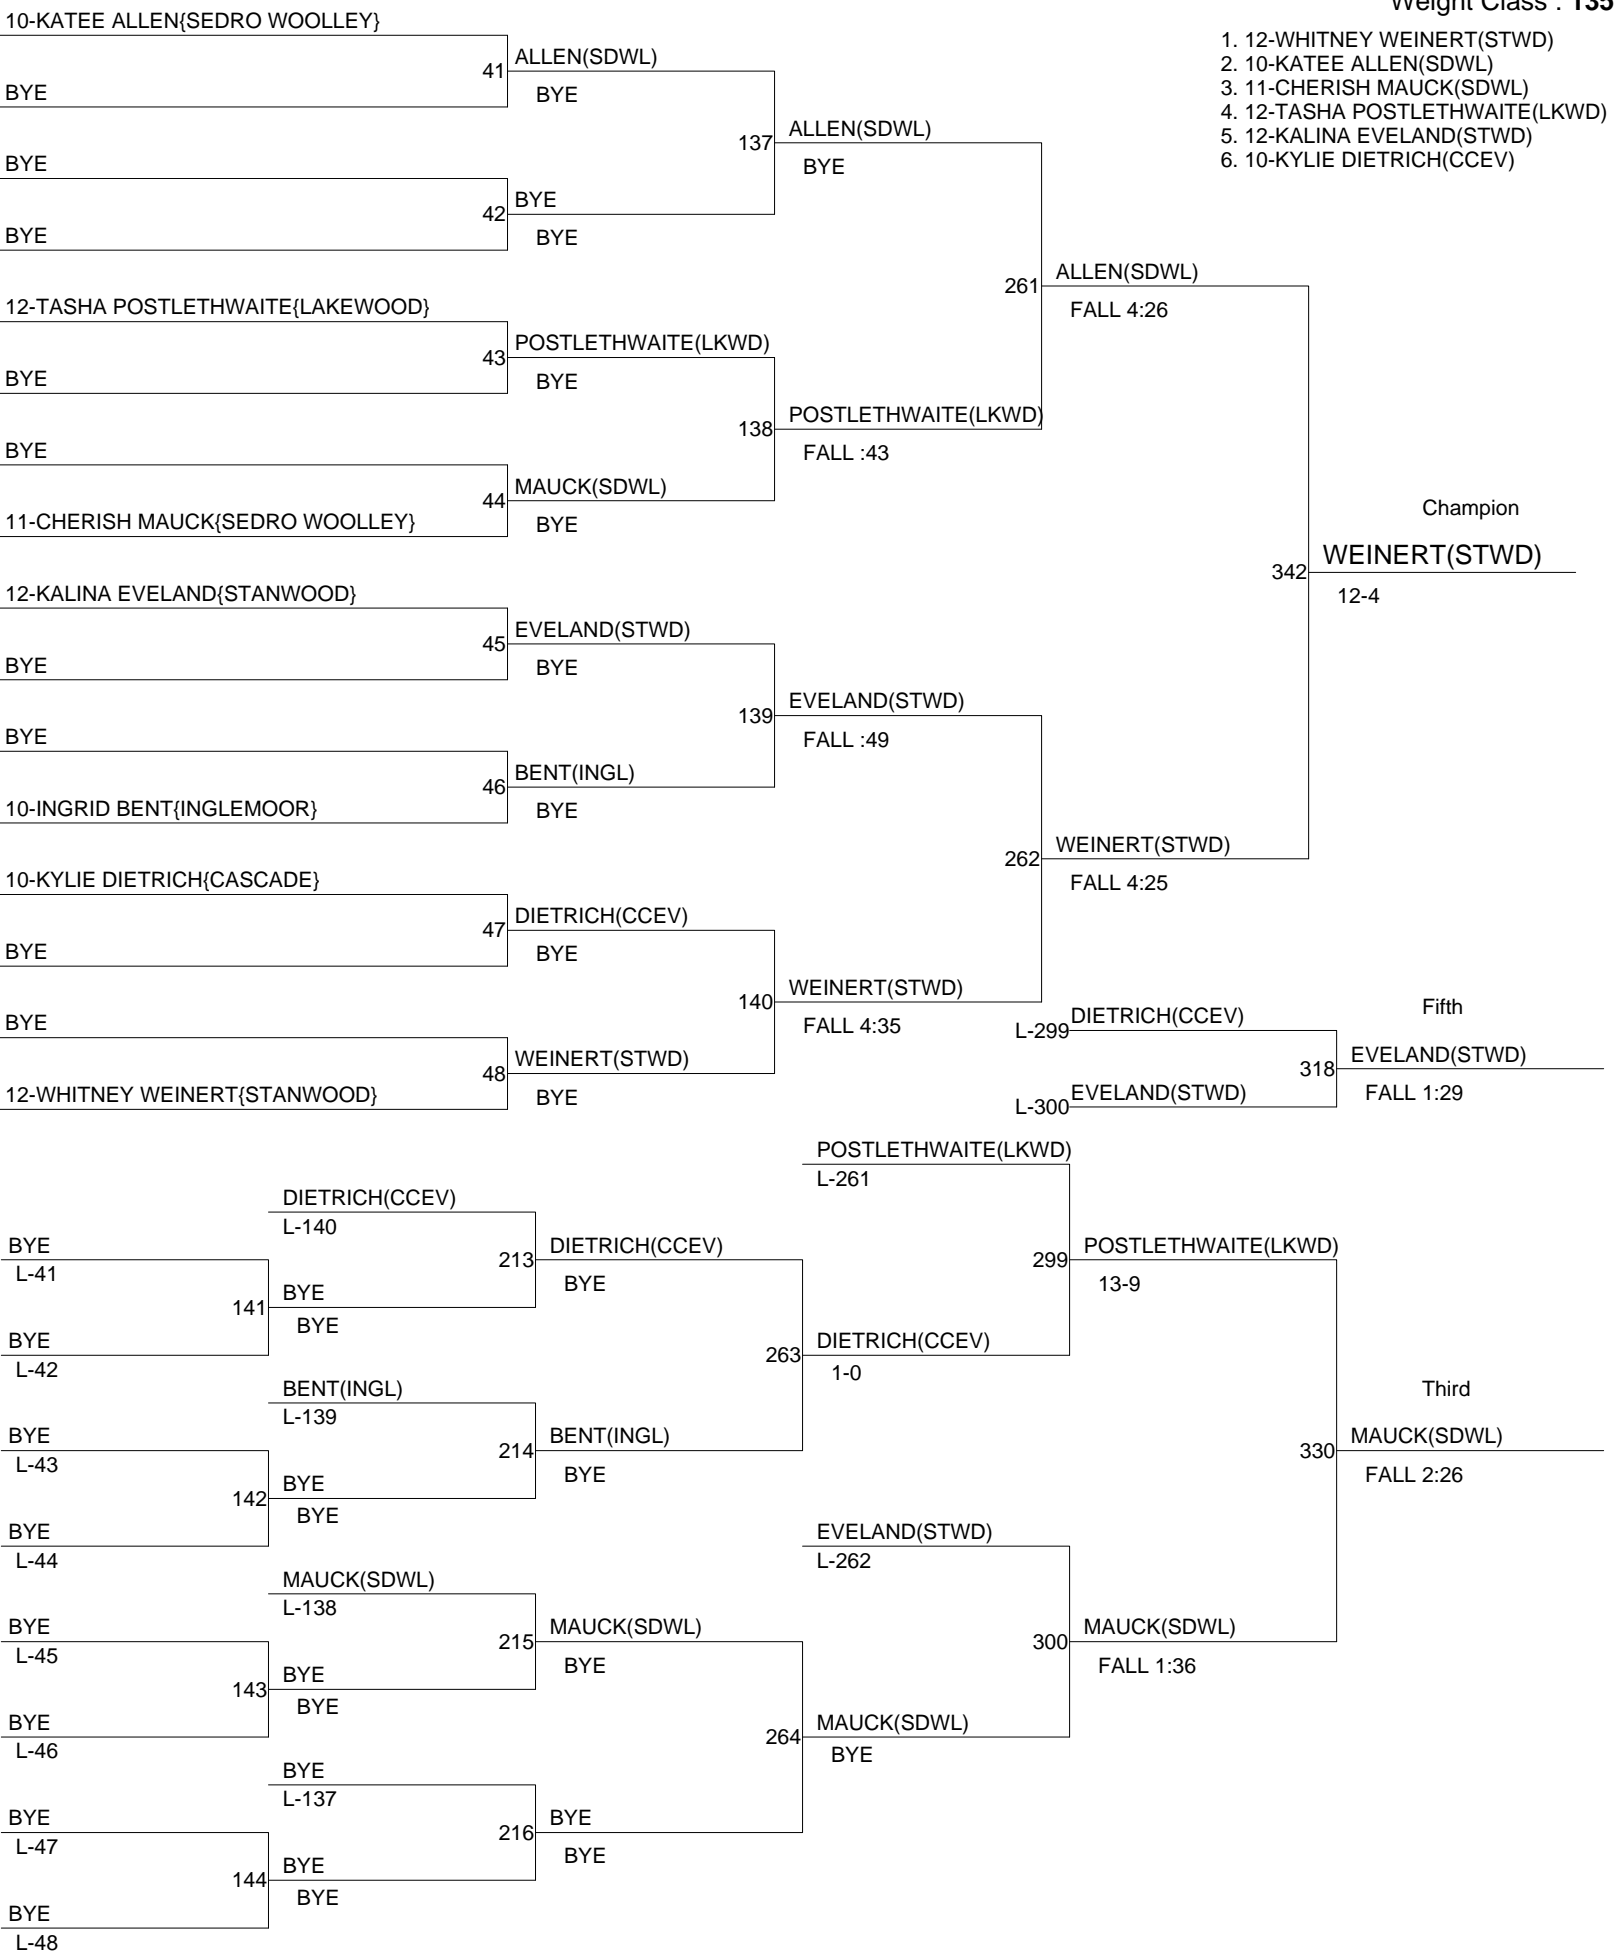 Weight Class : 135
1. 12-WHITNEY WEINERT(STWD)
2. 10-KATEE ALLEN(SDWL)
3. 11-CHERISH MAUCK(SDWL)
4. 12-TASHA POSTLETHWAITE(LKWD)
5. 12-KALINA EVELAND(STWD)
6. 10-KYLIE DIETRICH(CCEV)
10-KATEE ALLEN{SEDRO WOOLLEY}
BYE
BYE
BYE
12-TASHA POSTLETHWAITE{LAKEWOOD}
BYE
BYE
11-CHERISH MAUCK{SEDRO WOOLLEY}
12-KALINA EVELAND{STANWOOD}
BYE
BYE
10-INGRID BENT{INGLEMOOR}
10-KYLIE DIETRICH{CASCADE}
BYE
BYE
12-WHITNEY WEINERT{STANWOOD}
41 ALLEN(SDWL)
BYE
42 BYE
BYE
43 POSTLETHWAITE(LKWD)
BYE
44 MAUCK(SDWL)
BYE
45 EVELAND(STWD)
BYE
46 BENT(INGL)
BYE
47 DIETRICH(CCEV)
BYE
48 WEINERT(STWD)
BYE
137 ALLEN(SDWL)
BYE
138 POSTLETHWAITE(LKWD)
FALL :43
139 EVELAND(STWD)
FALL :49
140 WEINERT(STWD)
FALL 4:35
261 ALLEN(SDWL)
FALL 4:26
262 WEINERT(STWD)
FALL 4:25
Champion
342 WEINERT(STWD)
12-4
L-299 DIETRICH(CCEV)
L-300 EVELAND(STWD)
Fifth
318 EVELAND(STWD)
FALL 1:29
BYE
L-41
BYE
L-42
BYE
L-43
BYE
L-44
BYE
L-45
BYE
L-46
BYE
L-47
BYE
L-48
DIETRICH(CCEV)
L-140
141 BYE
BYE
BENT(INGL)
L-139
142 BYE
BYE
MAUCK(SDWL)
L-138
143 BYE
BYE
BYE
L-137
144 BYE
BYE
213 DIETRICH(CCEV)
BYE
214 BENT(INGL)
BYE
215 MAUCK(SDWL)
BYE
216 BYE
BYE
POSTLETHWAITE(LKWD)
L-261
263 DIETRICH(CCEV)
1-0
EVELAND(STWD)
L-262
264 MAUCK(SDWL)
BYE
299 POSTLETHWAITE(LKWD)
13-9
300 MAUCK(SDWL)
FALL 1:36
Third
330 MAUCK(SDWL)
FALL 2:26